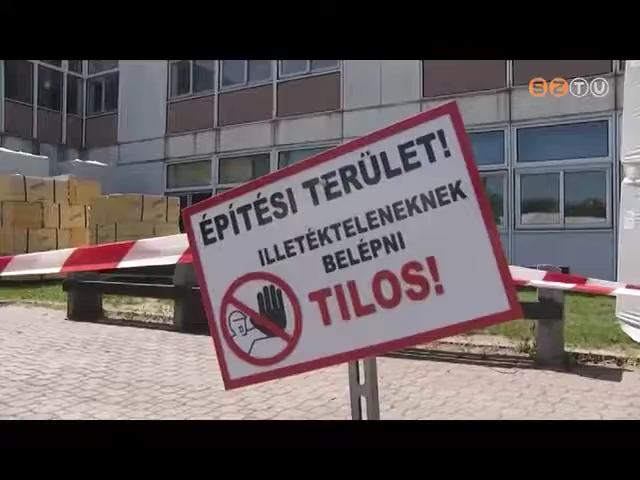 SZTV
ÉPÍTÉSI TERÜLET!
ILLETÉKTELENEKNEK
BELÉPNI
TILOS!